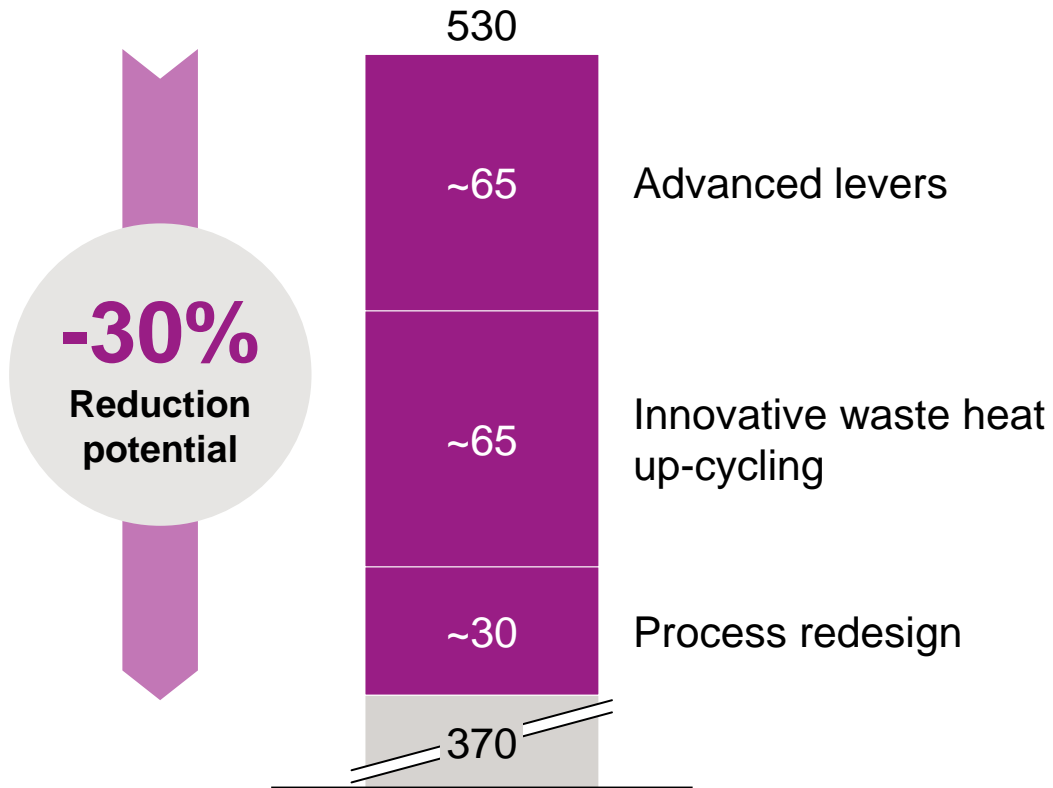 530
~65
Advanced levers
-30%
Reduction
potential
~65
Innovative waste heat
up-cycling
~30
Process redesign
370